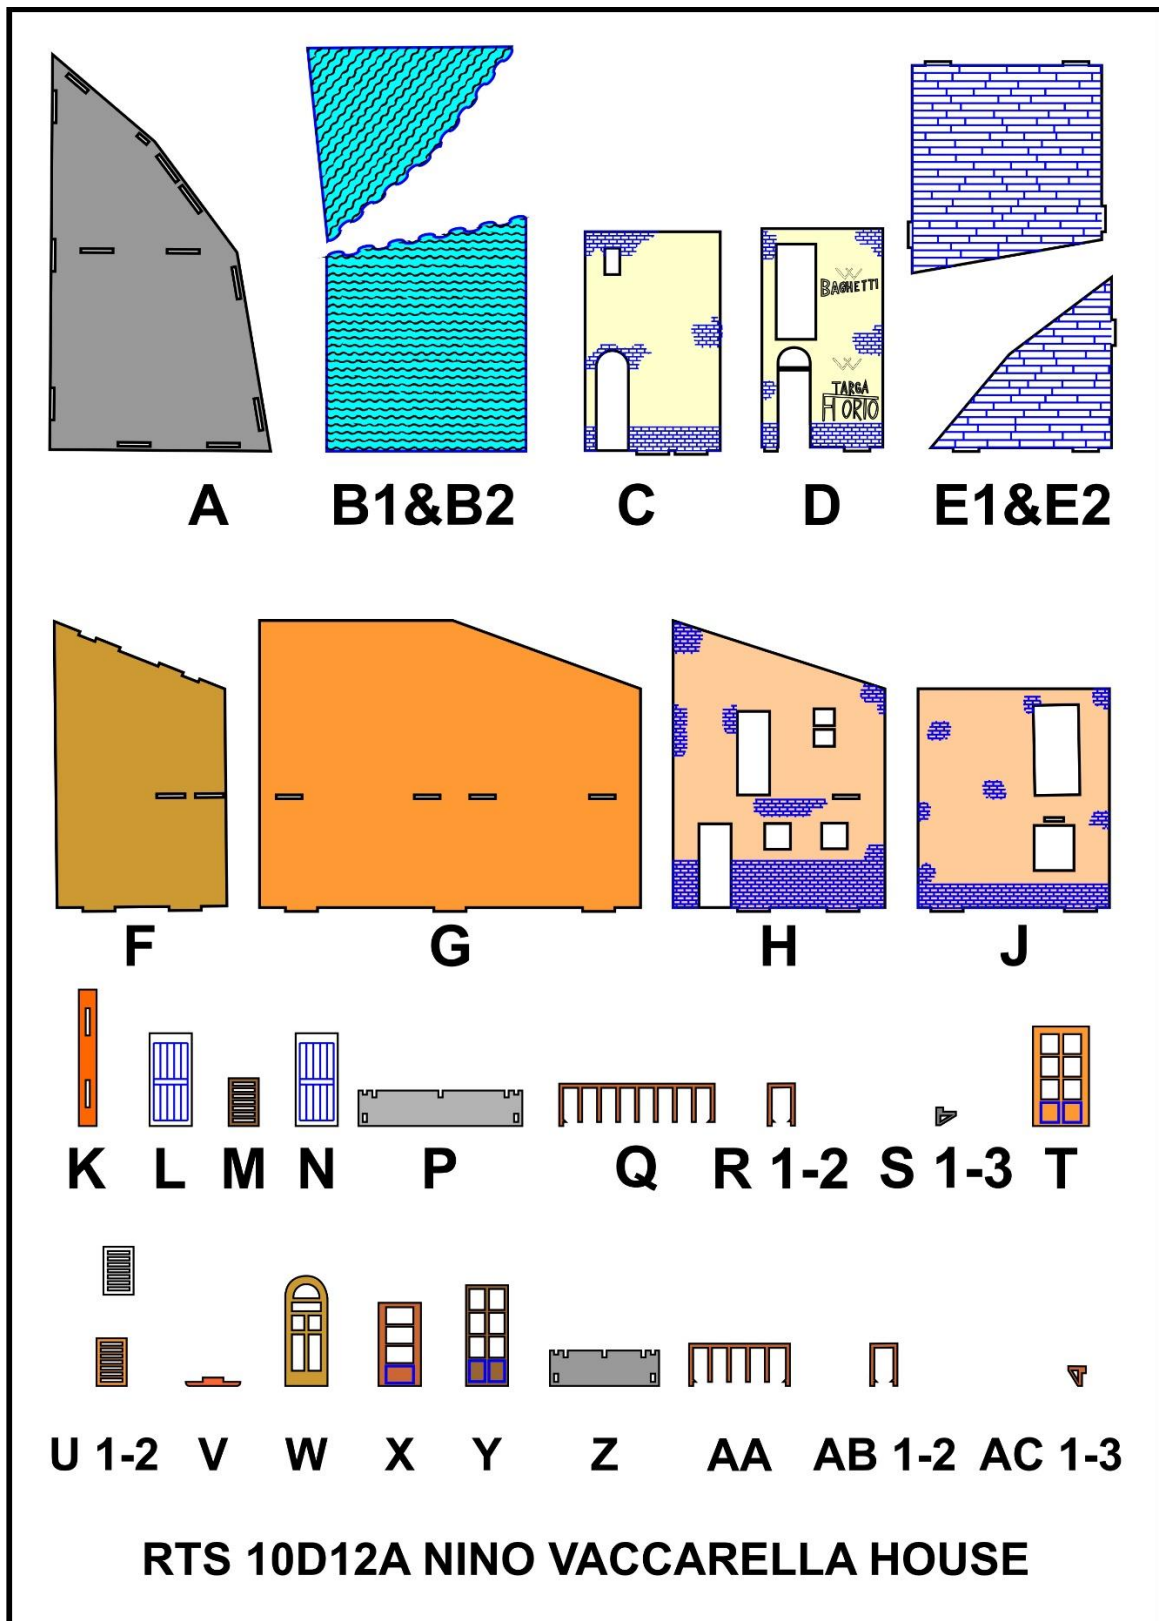 W
BAGHETTI
W
TARGA
FLORIO
A
B1&B2
C
D
E1&E2
F
G
H
J
K
L
M
N
P
Q
R 1-2
S 1-3
T
U 1-2
V
W
X
Y
Z
AA
AB 1-2
AC 1-3
RTS 10D12A NINO VACCARELLA HOUSE